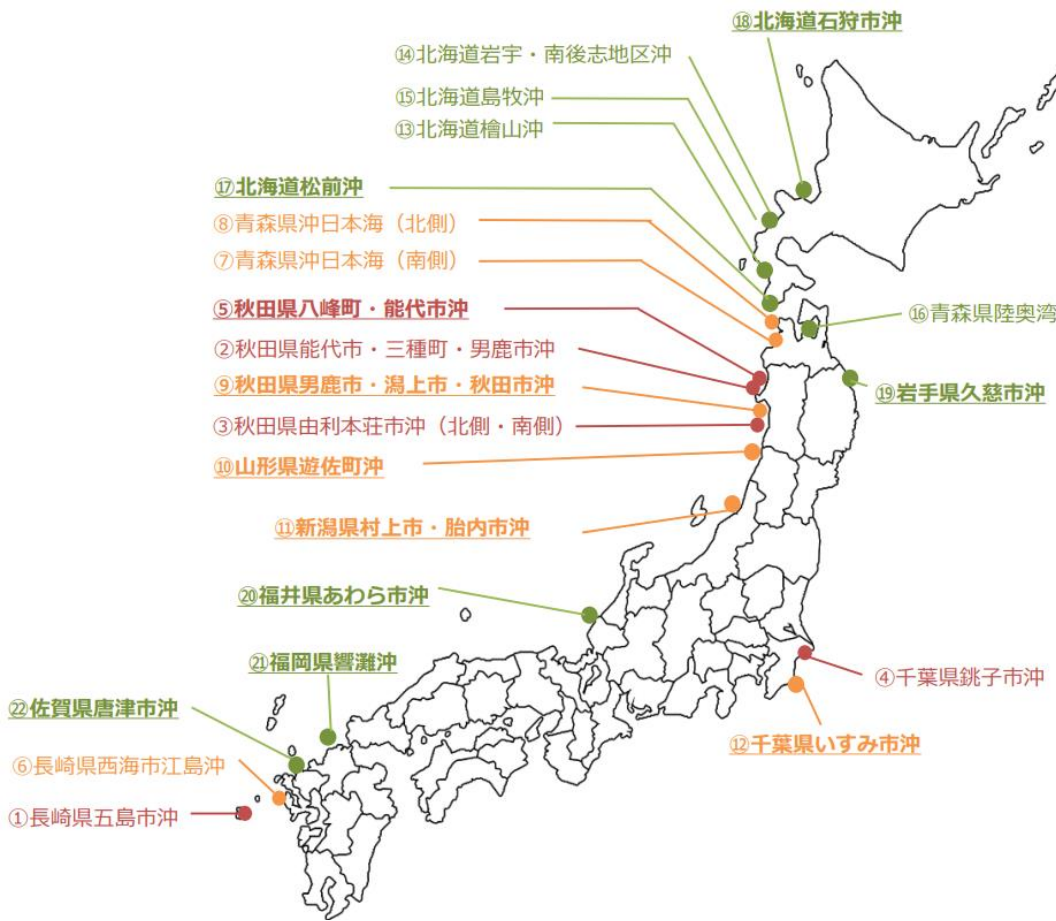 ⑱北海道石狩市沖
⑭北海道岩宇・南後志地区沖
⑮北海道島牧沖
⑬北海道檜山沖
⑰北海道松前沖
⑧青森県沖日本海（北側）
⑦青森県沖日本海（南側）
⑤秋田県八峰町・能代市沖
⑯青森県陸奥湾
②秋田県能代市・三種町・男鹿市沖
⑨秋田県男鹿市・潟上市・秋田市沖
⑲岩手県久慈市沖
③秋田県由利本荘市沖（北側・南側）
⑩山形県遊佐町沖
⑪新潟県村上市・胎内市沖
⑳福井県あわら市沖
㉑福岡県響灘沖
④千葉県銚子市沖
㉒佐賀県唐津市沖
⑫千葉県いすみ市沖
⑥長崎県西海市江島沖
①長崎県五島市沖